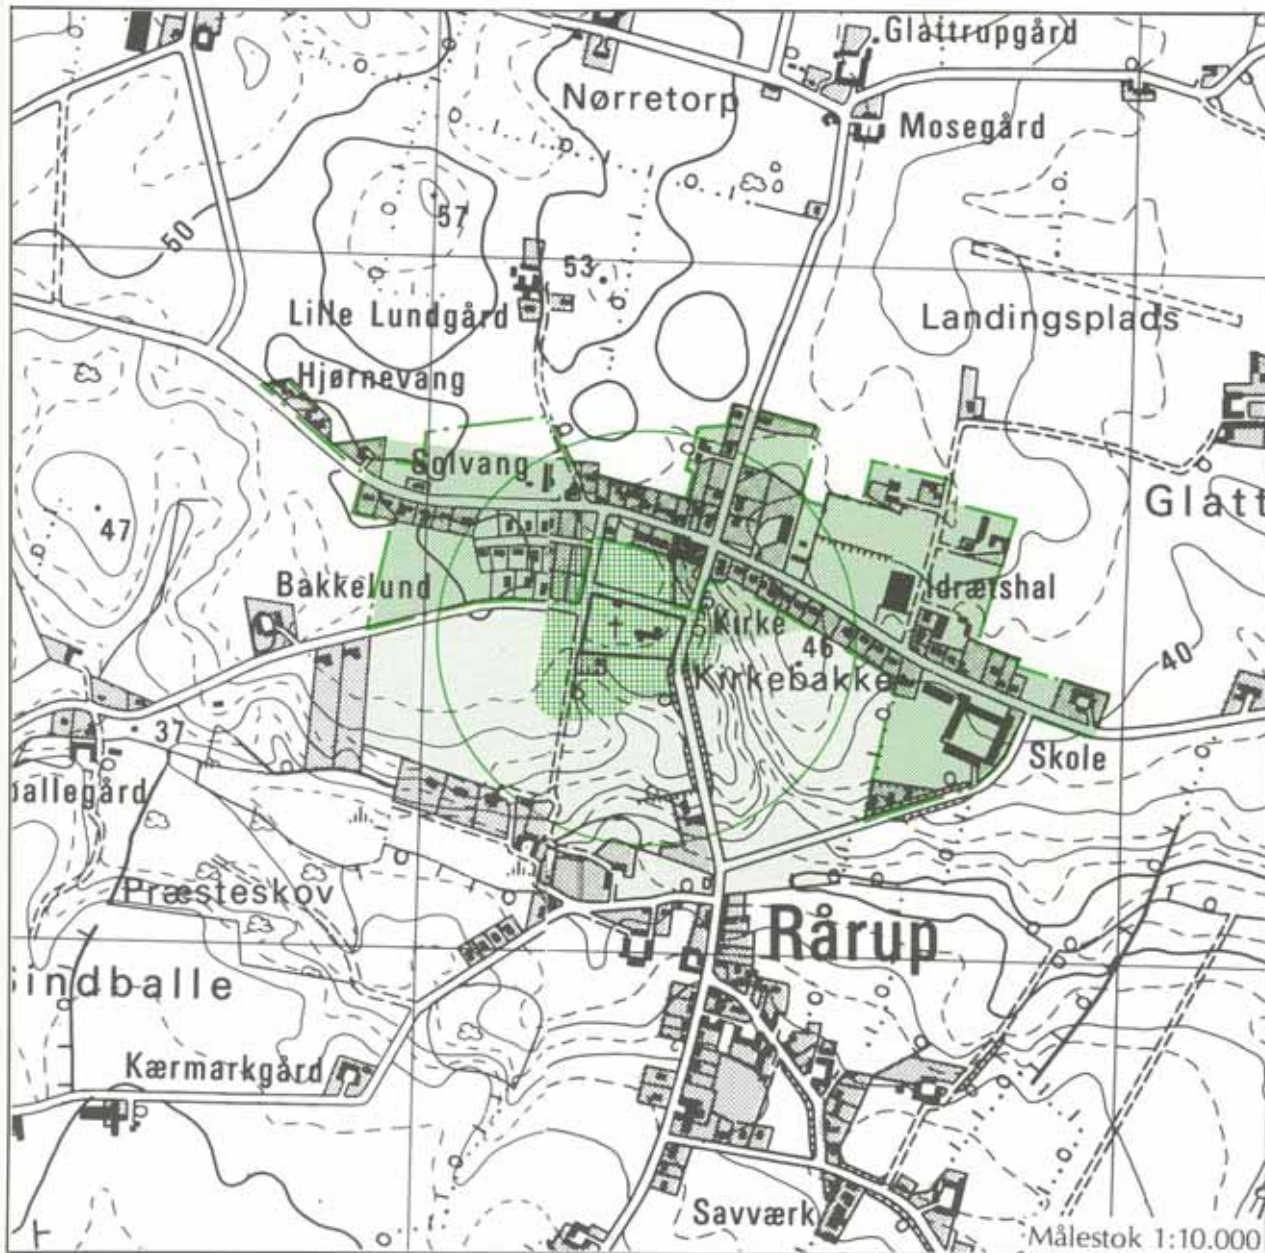 Glattrupgård
Nørretorp
Mosegård
57
50
53
Lille Lundgård
Landingsplads
Hjørnevang
Solvang
Glatt
47
Bakkelund
Idrætshal
Kirke
46
Kirkebakke
40
37
Skole
ballegård
Præsteskov
Rårup
indballe
Kærmarkgård
Savværk
Målestok 1:10.000